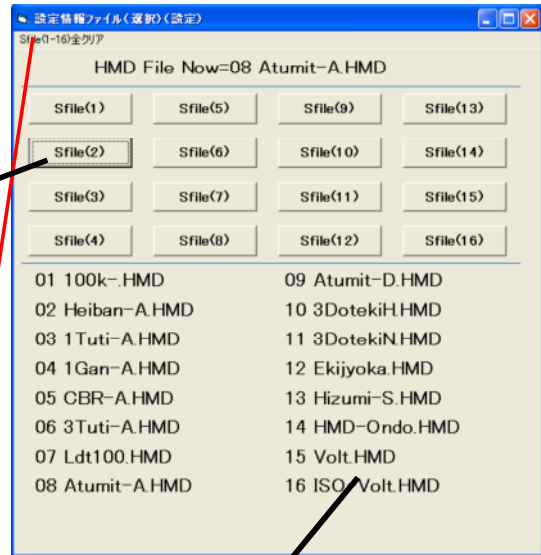 設定情報ファイル(選択)(設定)
Sfile(1-16)全クリア
HMD File Now=08 Atumit-A.HMD
Sfile(1) Sfile(5) Sfile(9) Sfile(13)
Sfile(2) Sfile(6) Sfile(10) Sfile(14)
Sfile(3) Sfile(7) Sfile(11) Sfile(15)
Sfile(4) Sfile(8) Sfile(12) Sfile(16)
01 100k-.HMD
02 Heiban-A.HMD
03 1Tuti-A.HMD
04 1Gan-A.HMD
05 CBR-A.HMD
06 3Tuti-A.HMD
07 Ldt100.HMD
08 Atumit-A.HMD
09 Atumit-D.HMD
10 3DotekiH.HMD
11 3DotekiN.HMD
12 Ekijyoka.HMD
13 Hizumi-S.HMD
14 HMD-Ondo.HMD
15 Volt.HMD
16 ISO-Volt.HMD